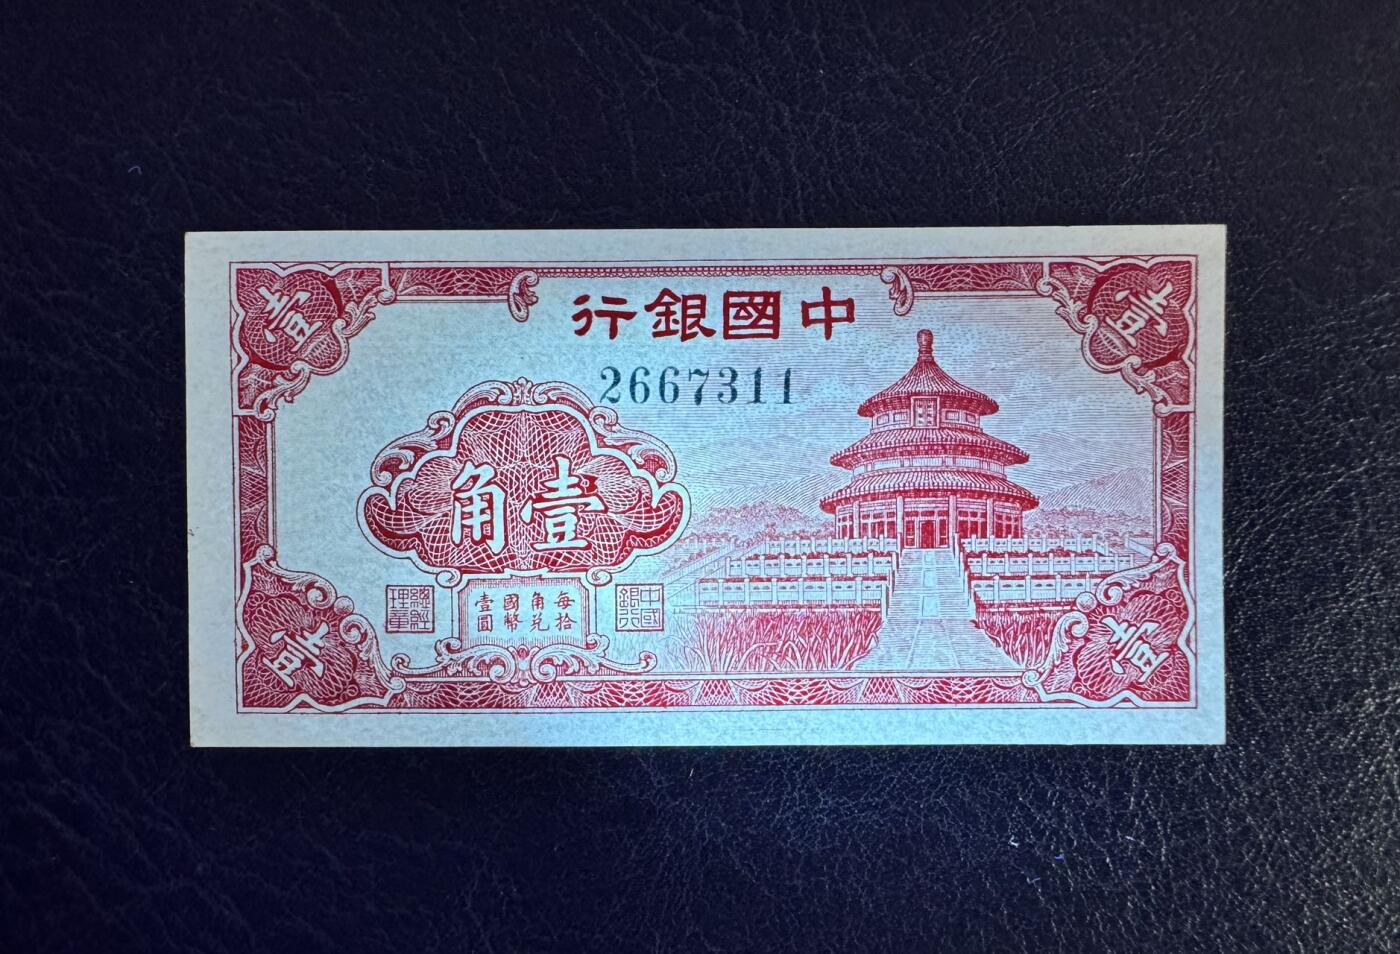 中國銀行
2667311
壹角
每拾角兌國幣壹圓
中國銀行
總經理章
壹
壹
壹
壹